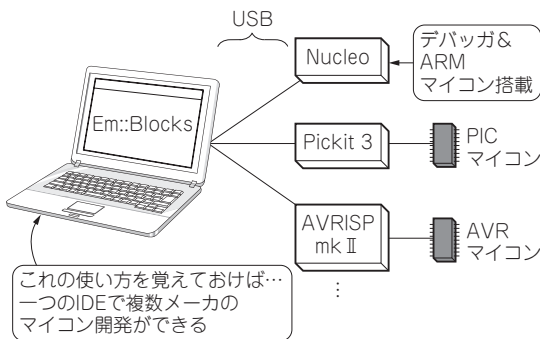 USB
Nucleo
デバッガ&
ARM
マイコン搭載
Em::Blocks
Pickit 3
PIC
マイコン
AVRISP
mkⅡ
AVR
マイコン
⋮
これの使い方を覚えておけば…
一つのIDEで複数メーカの
マイコン開発ができる